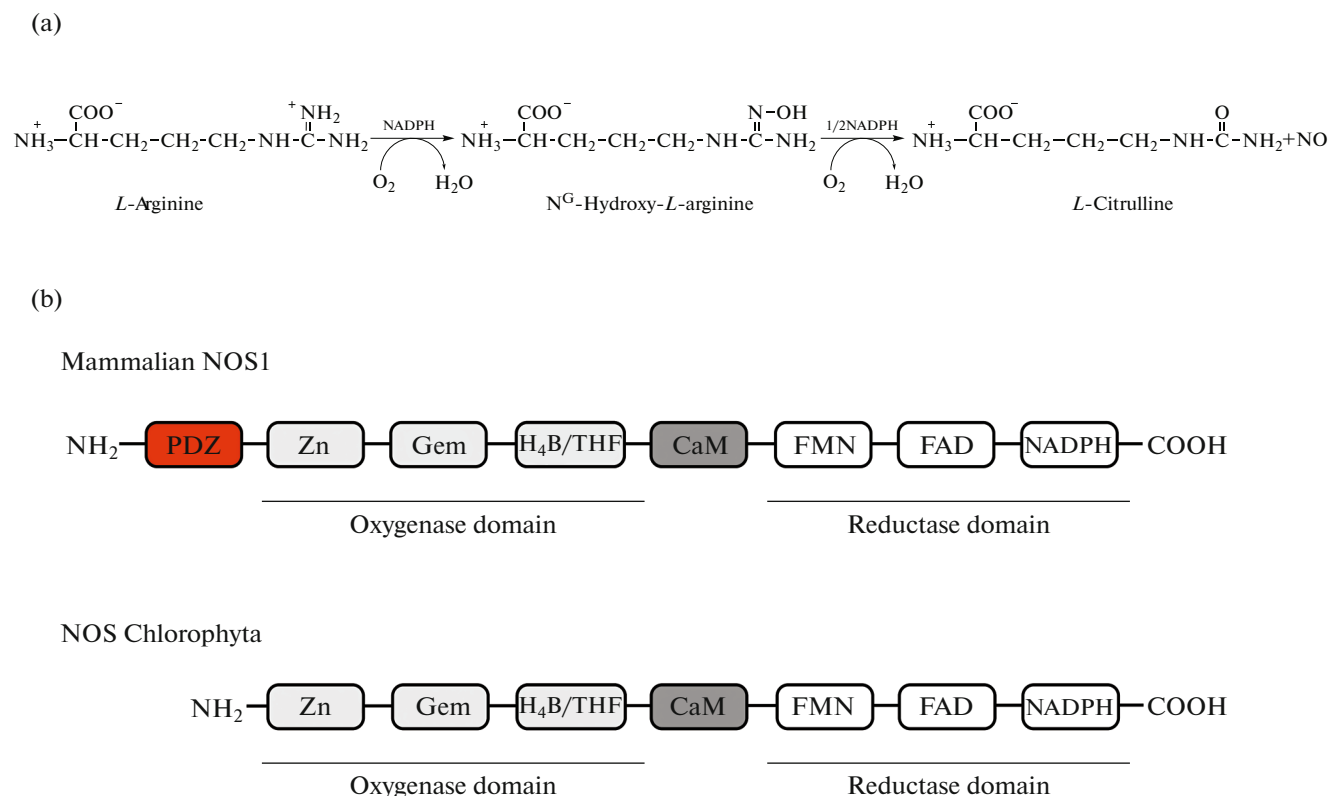 (a)
NH₃⁺-CH(COO⁻)-CH₂-CH₂-CH₂-NH-C(=NH₂⁺)-NH₂ NADPH O₂ H₂O NH₃⁺-CH(COO⁻)-CH₂-CH₂-CH₂-NH-C(=N-OH)-NH₂ 1/2NADPH O₂ H₂O NH₃⁺-CH(COO⁻)-CH₂-CH₂-CH₂-NH-C(=O)-NH₂+NO
L-Arginine Nᴳ-Hydroxy-L-arginine L-Citrulline
(b)
Mammalian NOS1
NH₂ PDZ Zn Gem H₄B/THF CaM FMN FAD NADPH COOH
Oxygenase domain Reductase domain
NOS Chlorophyta
NH₂ Zn Gem H₄B/THF CaM FMN FAD NADPH COOH
Oxygenase domain Reductase domain